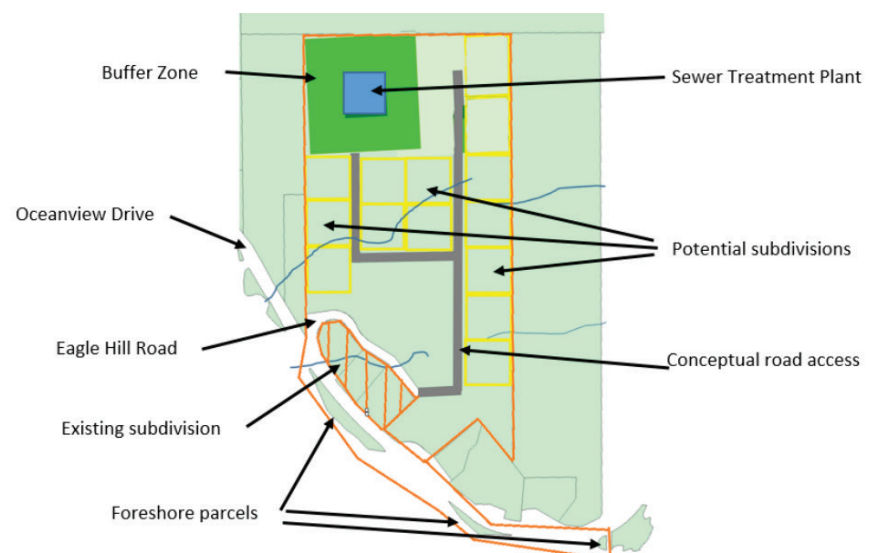 Buffer Zone
Sewer Treatment Plant
Oceanview Drive
Potential subdivisions
Eagle Hill Road
Conceptual road access
Existing subdivision
Foreshore parcels